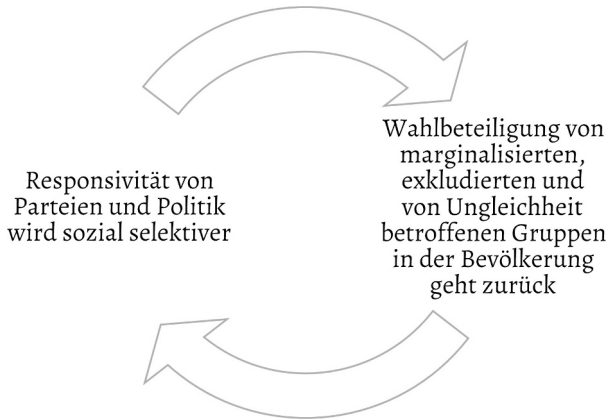 Responsivität von
Parteien und Politik
wird sozial selektiver
Wahlbeteiligung von
marginalisierten,
exkludierten und
von Ungleichheit
betroffenen Gruppen
in der Bevölkerung
geht zurück